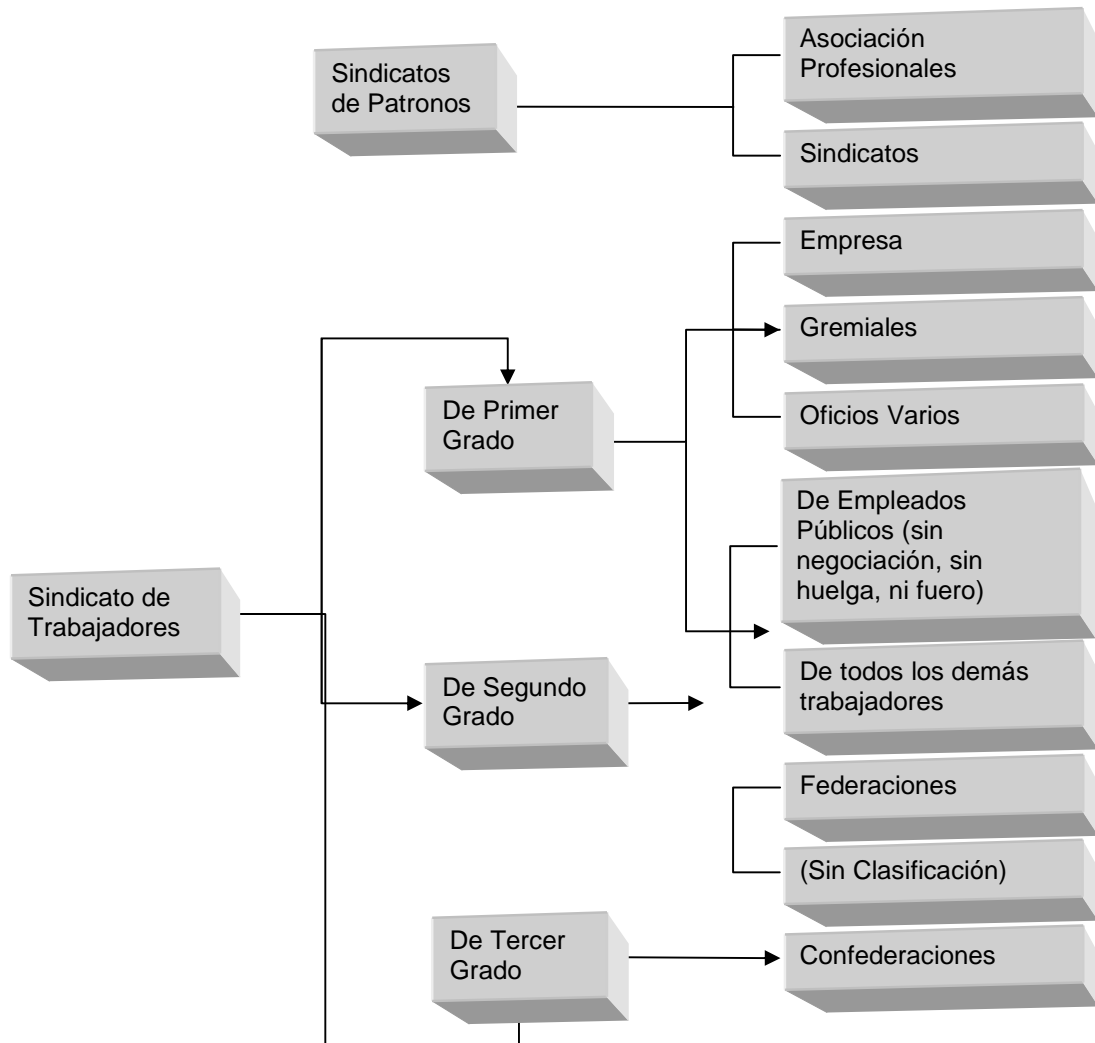 Sindicatos
de Patronos
Asociación
Profesionales
Sindicatos
Empresa
Gremiales
De Primer
Grado
Oficios Varios
De Empleados
Públicos (sin
negociación, sin
huelga, ni fuero)
Sindicato de
Trabajadores
De Segundo
Grado
De todos los demás
trabajadores
Federaciones
(Sin Clasificación)
De Tercer
Grado
Confederaciones